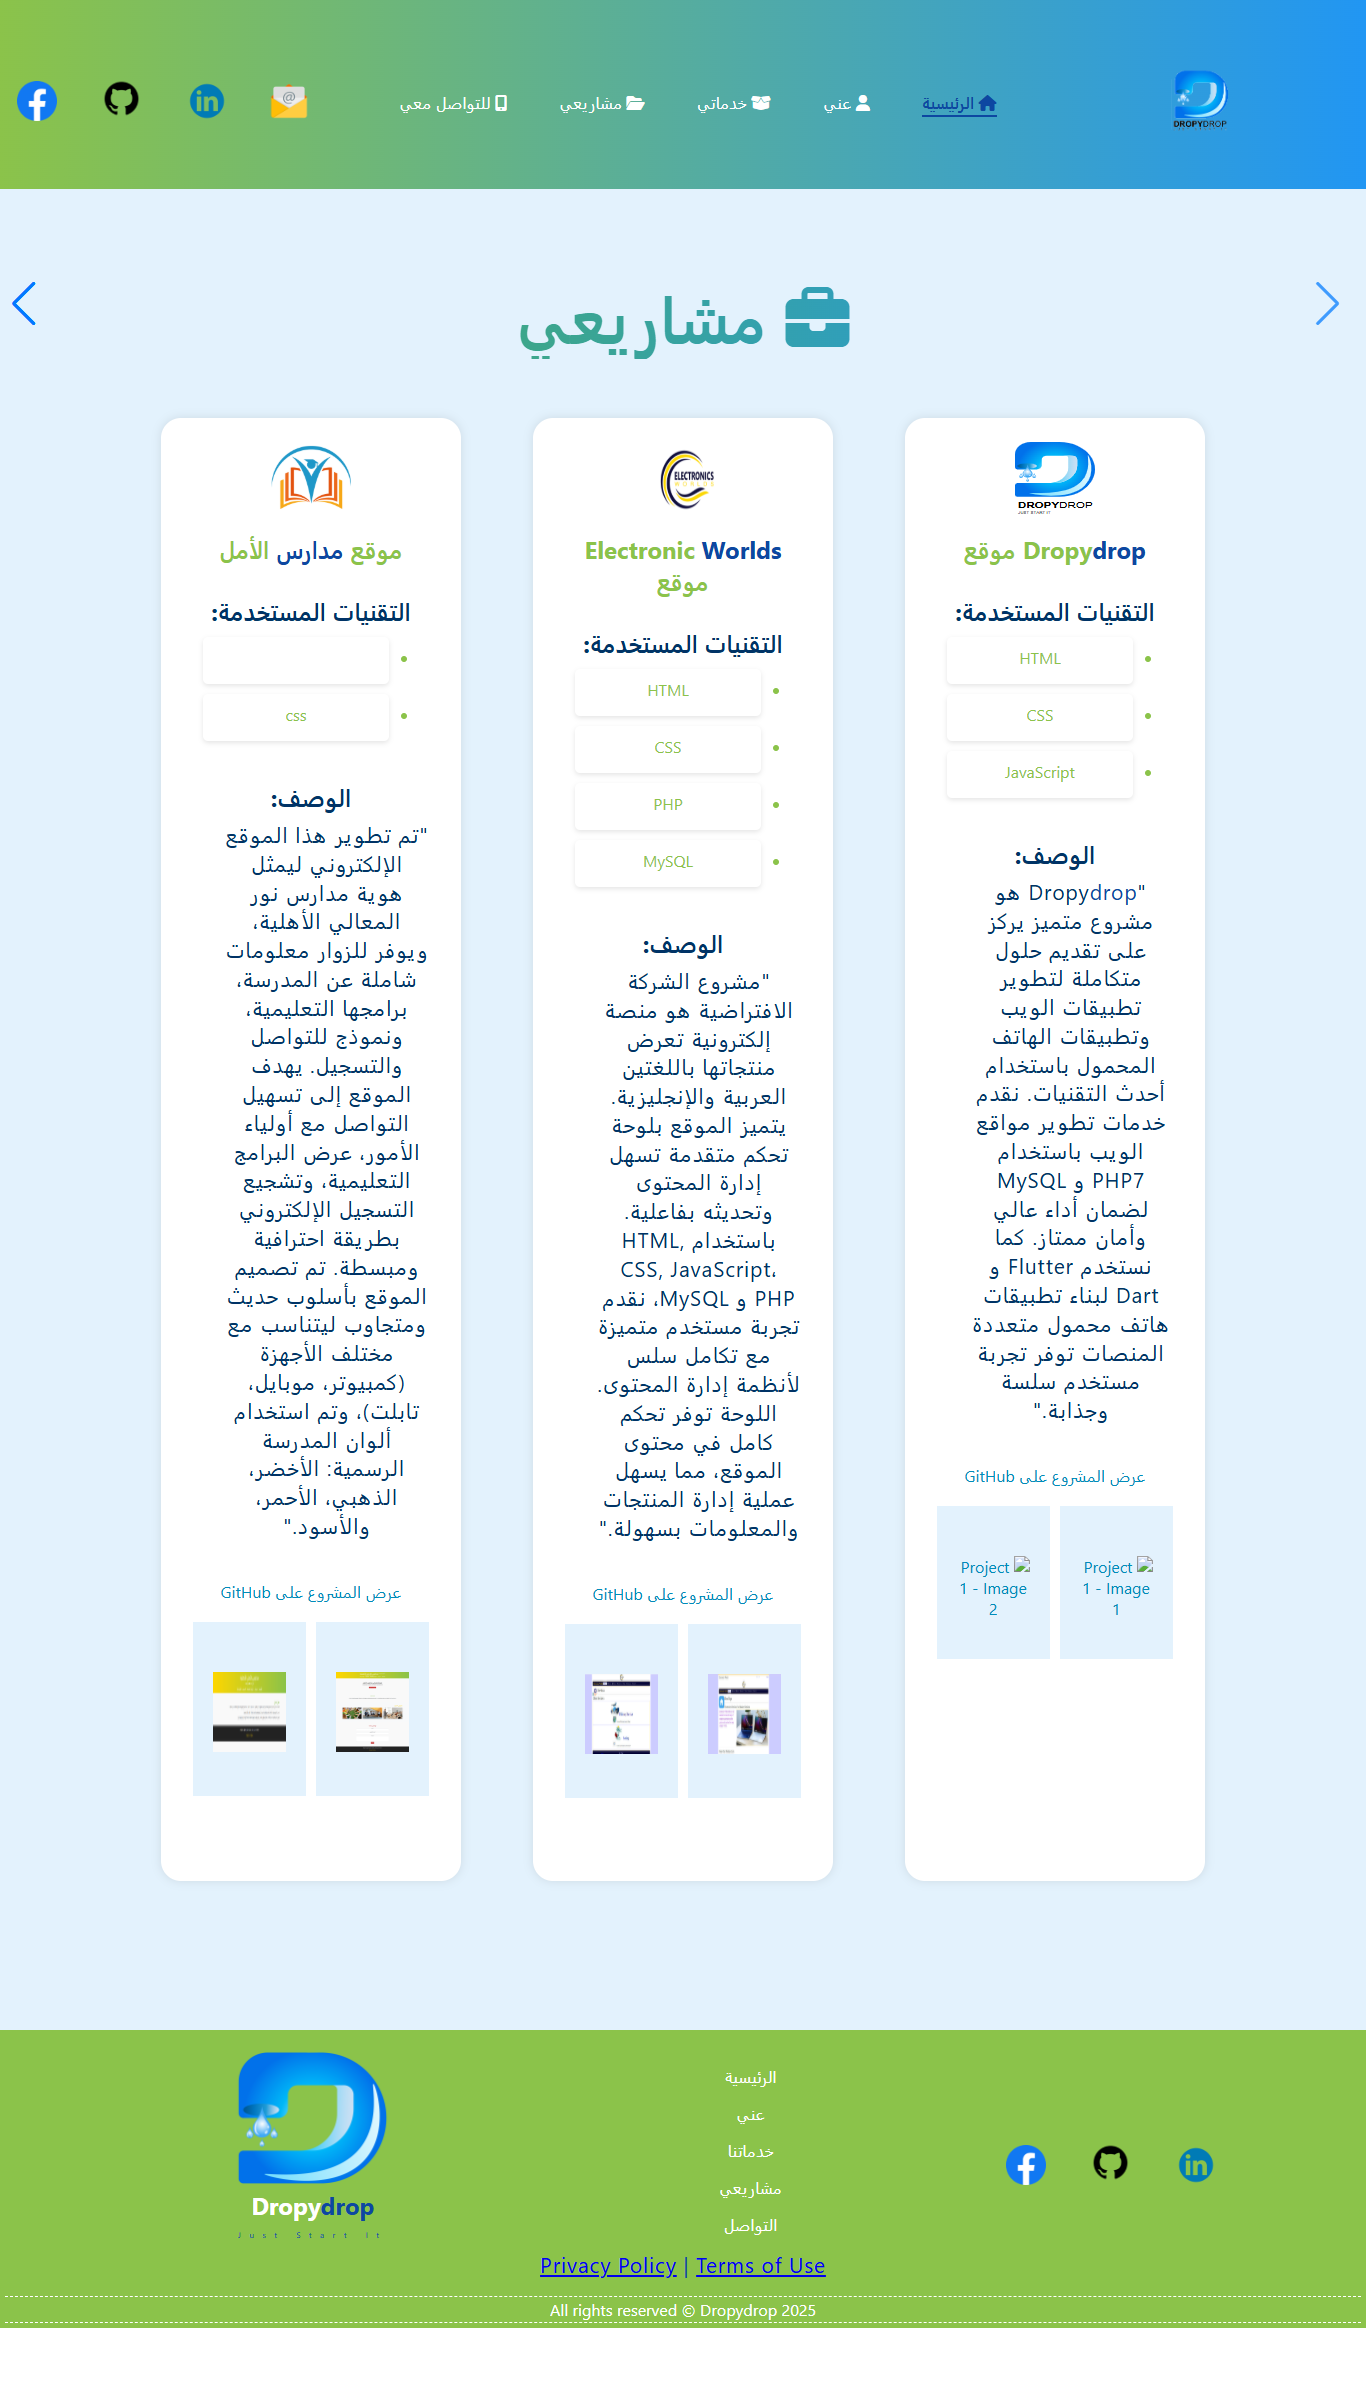 DROPYDROP
الرئيسية
عني
خدماتي
مشاريعي
للتواصل معي
مشاريعي
DROPYDROP
JUST START IT
Dropydrop موقع
التقنيات المستخدمة:
HTML
CSS
JavaScript
الوصف:
"Dropydrop هو
مشروع متميز يركز
على تقديم حلول
متكاملة لتطوير
تطبيقات الويب
وتطبيقات الهاتف
المحمول باستخدام
أحدث التقنيات. نقدم
خدمات تطوير مواقع
الويب باستخدام
PHP7 و MySQL
لضمان أداء عالي
وأمان ممتاز. كما
نستخدم Flutter و
Dart لبناء تطبيقات
هاتف محمول متعددة
المنصات توفر تجربة
مستخدم سلسة
وجذابة."
عرض المشروع على GitHub
Project
1 - Image
1
Project
1 - Image
2
ELECTRONICS
WORLDS
Electronic Worlds
موقع
التقنيات المستخدمة:
HTML
CSS
PHP
MySQL
الوصف:
"مشروع الشركة
الافتراضية هو منصة
إلكترونية تعرض
منتجاتها باللغتين
العربية والإنجليزية.
يتميز الموقع بلوحة
تحكم متقدمة تسهل
إدارة المحتوى
وتحديثه بفاعلية.
باستخدام HTML,
CSS, JavaScript،
PHP و MySQL، نقدم
تجربة مستخدم متميزة
مع تكامل سلس
لأنظمة إدارة المحتوى.
اللوحة توفر تحكم
كامل في محتوى
الموقع، مما يسهل
عملية إدارة المنتجات
والمعلومات بسهولة."
عرض المشروع على GitHub
موقع مدارس الأمل
التقنيات المستخدمة:
css
الوصف:
"تم تطوير هذا الموقع
الإلكتروني ليمثل
هوية مدارس نور
المعالي الأهلية،
ويوفر للزوار معلومات
شاملة عن المدرسة،
برامجها التعليمية،
ونموذج للتواصل
والتسجيل. يهدف
الموقع إلى تسهيل
التواصل مع أولياء
الأمور، عرض البرامج
التعليمية، وتشجيع
التسجيل الإلكتروني
بطريقة احترافية
ومبسطة. تم تصميم
الموقع بأسلوب حديث
ومتجاوب ليتناسب مع
مختلف الأجهزة
(كمبيوتر، موبايل،
تابلت)، وتم استخدام
ألوان المدرسة
الرسمية: الأخضر،
الذهبي، الأحمر،
والأسود."
عرض المشروع على GitHub
الرئيسية
عني
خدماتنا
مشاريعي
التواصل
Dropydrop
Just Start It
Privacy Policy | Terms of Use
All rights reserved © Dropydrop 2025